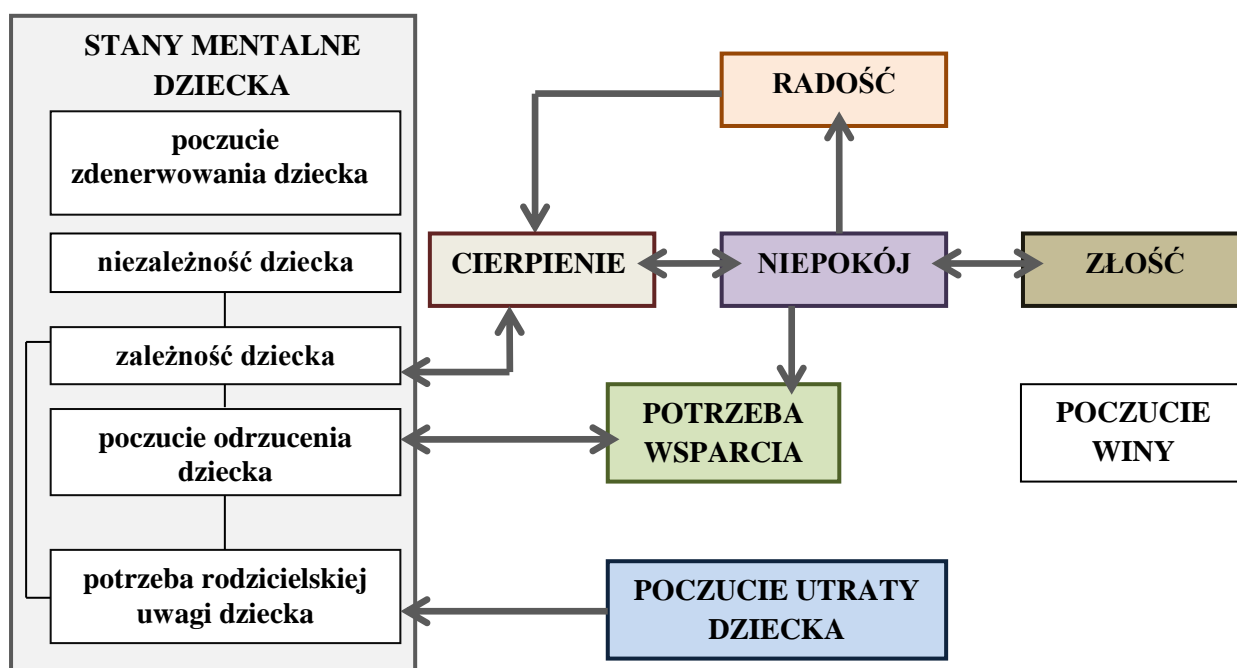 STANY MENTALNE
DZIECKA
poczucie
zdenerwowania dziecka
niezależność dziecka
zależność dziecka
poczucie odrzucenia
dziecka
potrzeba rodzicielskiej
uwagi dziecka
RADOŚĆ
CIERPIENIE
NIEPOKÓJ
ZŁOŚĆ
POTRZEBA
WSPARCIA
POCZUCIE
WINY
POCZUCIE UTRATY
DZIECKA